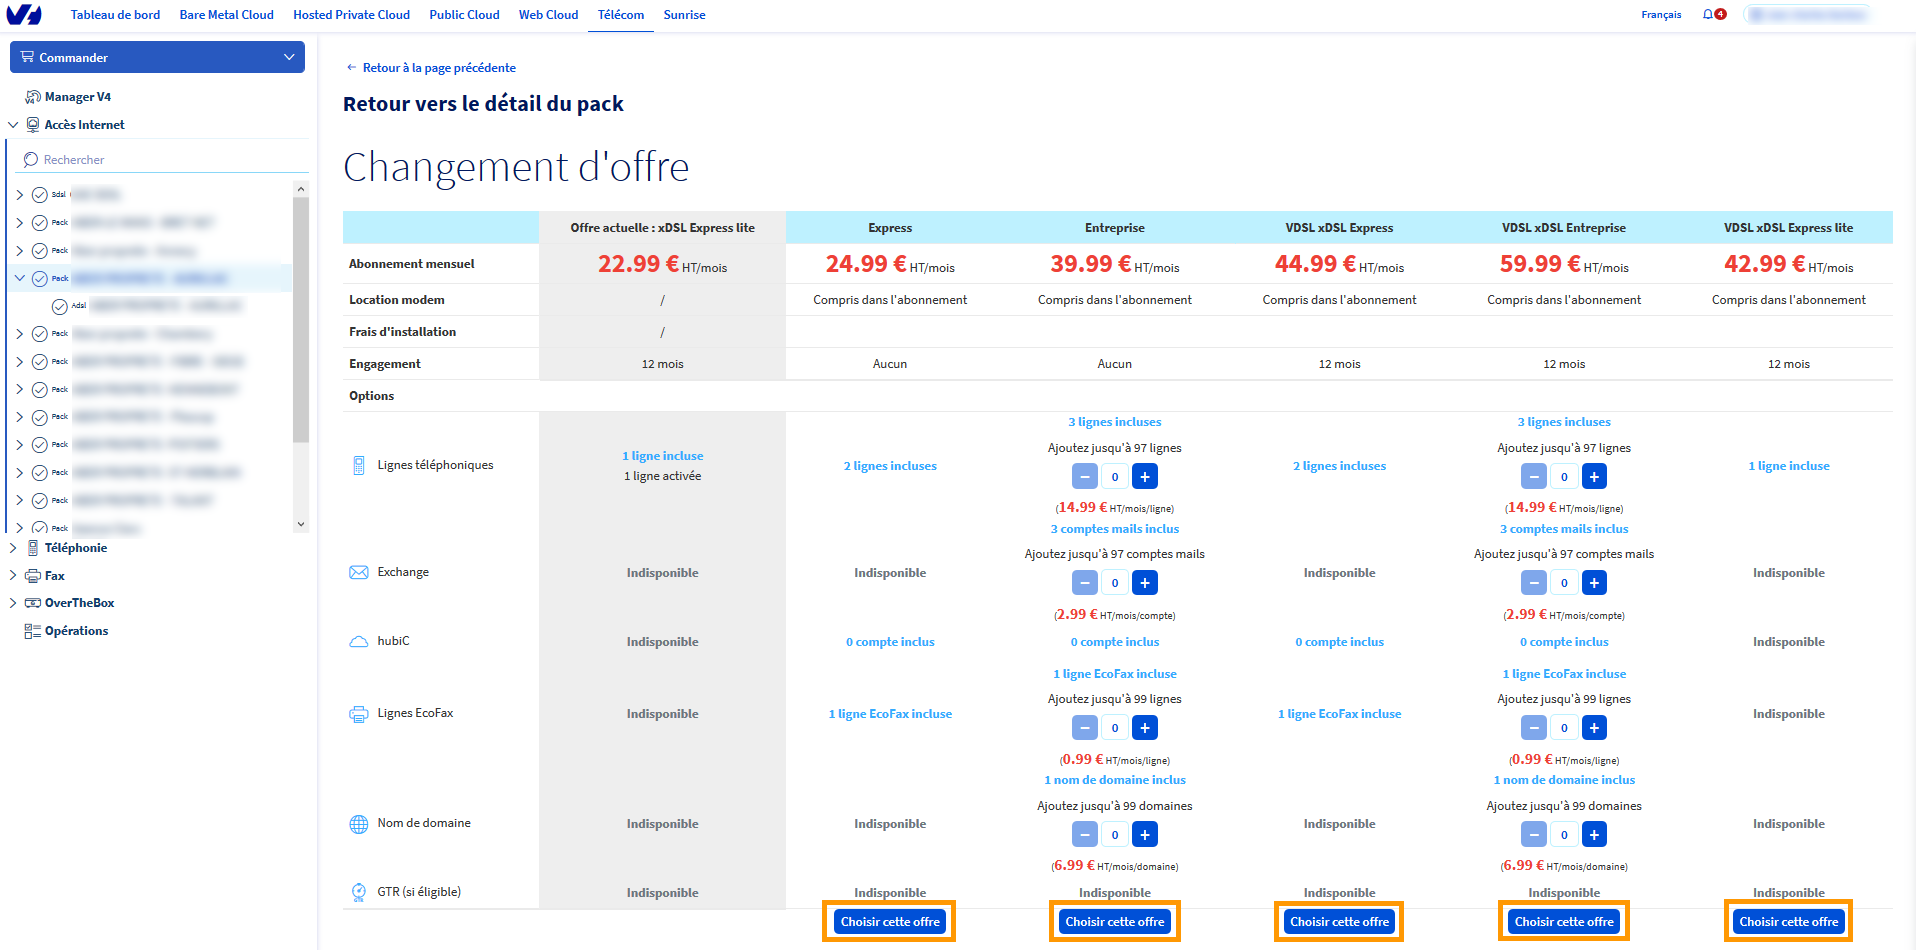 Tableau de bord Bare Metal Cloud Hosted Private Cloud Public Cloud Web Cloud Télécom Sunrise Français 4
Commander
Manager V4
Accès Internet
Rechercher
Sdsl
Pack
Pack
Pack
Adsl
Pack
Pack
Pack
Pack
Pack
Pack
Pack
Pack
Téléphonie
Fax
OverTheBox
Opérations
Retour à la page précédente
Retour vers le détail du pack
Changement d'offre
Offre actuelle : xDSL Express lite Express Entreprise VDSL xDSL Express VDSL xDSL Entreprise VDSL xDSL Express lite
Abonnement mensuel 22.99 € HT/mois 24.99 € HT/mois 39.99 € HT/mois 44.99 € HT/mois 59.99 € HT/mois 42.99 € HT/mois
Location modem / Compris dans l'abonnement Compris dans l'abonnement Compris dans l'abonnement Compris dans l'abonnement Compris dans l'abonnement
Frais d'installation /
Engagement 12 mois Aucun Aucun 12 mois 12 mois 12 mois
Options
3 lignes incluses 3 lignes incluses
Ajoutez jusqu'à 97 lignes Ajoutez jusqu'à 97 lignes
Lignes téléphoniques 1 ligne incluse 2 lignes incluses 2 lignes incluses 1 ligne incluse
1 ligne activée − 0 + − 0 +
(14.99 € HT/mois/ligne) (14.99 € HT/mois/ligne)
3 comptes mails inclus 3 comptes mails inclus
Ajoutez jusqu'à 97 comptes mails Ajoutez jusqu'à 97 comptes mails
Exchange Indisponible Indisponible − 0 + Indisponible − 0 + Indisponible
(2.99 € HT/mois/compte) (2.99 € HT/mois/compte)
hubiC Indisponible 0 compte inclus 0 compte inclus 0 compte inclus 0 compte inclus Indisponible
1 ligne EcoFax incluse 1 ligne EcoFax incluse
Ajoutez jusqu'à 99 lignes Ajoutez jusqu'à 99 lignes
Lignes EcoFax Indisponible 1 ligne EcoFax incluse − 0 + 1 ligne EcoFax incluse − 0 + Indisponible
(0.99 € HT/mois/ligne) (0.99 € HT/mois/ligne)
1 nom de domaine inclus 1 nom de domaine inclus
Ajoutez jusqu'à 99 domaines Ajoutez jusqu'à 99 domaines
Nom de domaine Indisponible Indisponible − 0 + Indisponible − 0 + Indisponible
(6.99 € HT/mois/domaine) (6.99 € HT/mois/domaine)
GTR (si éligible) Indisponible Indisponible Indisponible Indisponible Indisponible Indisponible
Choisir cette offre Choisir cette offre Choisir cette offre Choisir cette offre Choisir cette offre